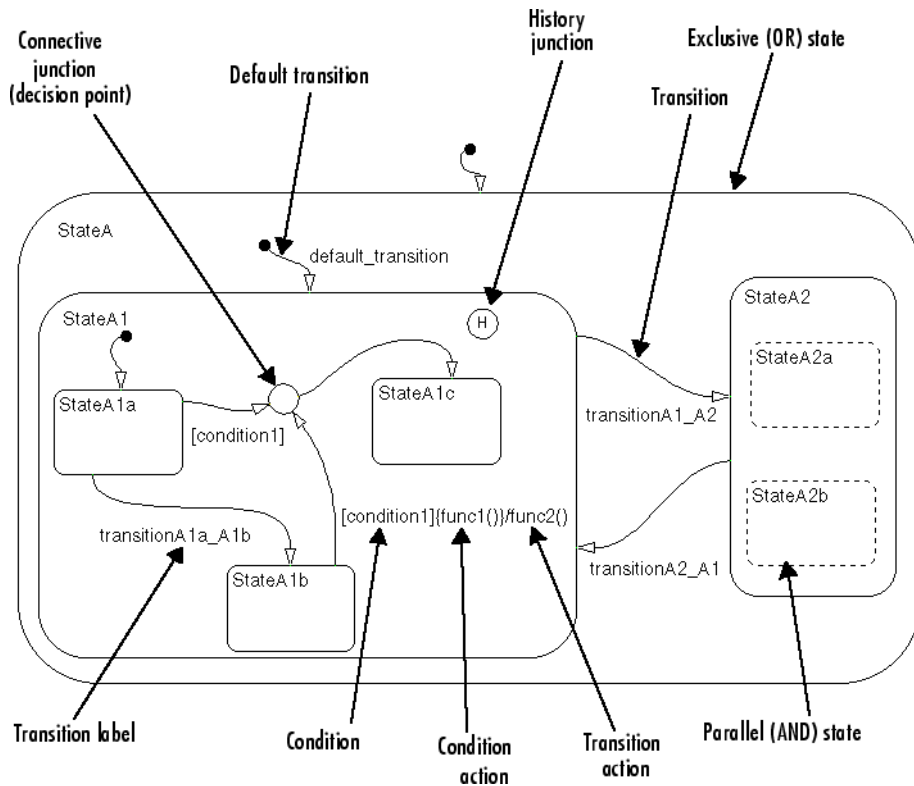 Connective
junction
(decision point)
Default transition
History
junction
Exclusive (OR) state
Transition
StateA
default_transition
StateA1
H
StateA2
StateA2a
StateA1a
StateA1c
[condition1]
transitionA1_A2
StateA2b
transitionA1a_A1b
[condition1]{func1()}/func2()
StateA1b
transitionA2_A1
Transition label
Condition
Condition
action
Transition
action
Parallel (AND) state